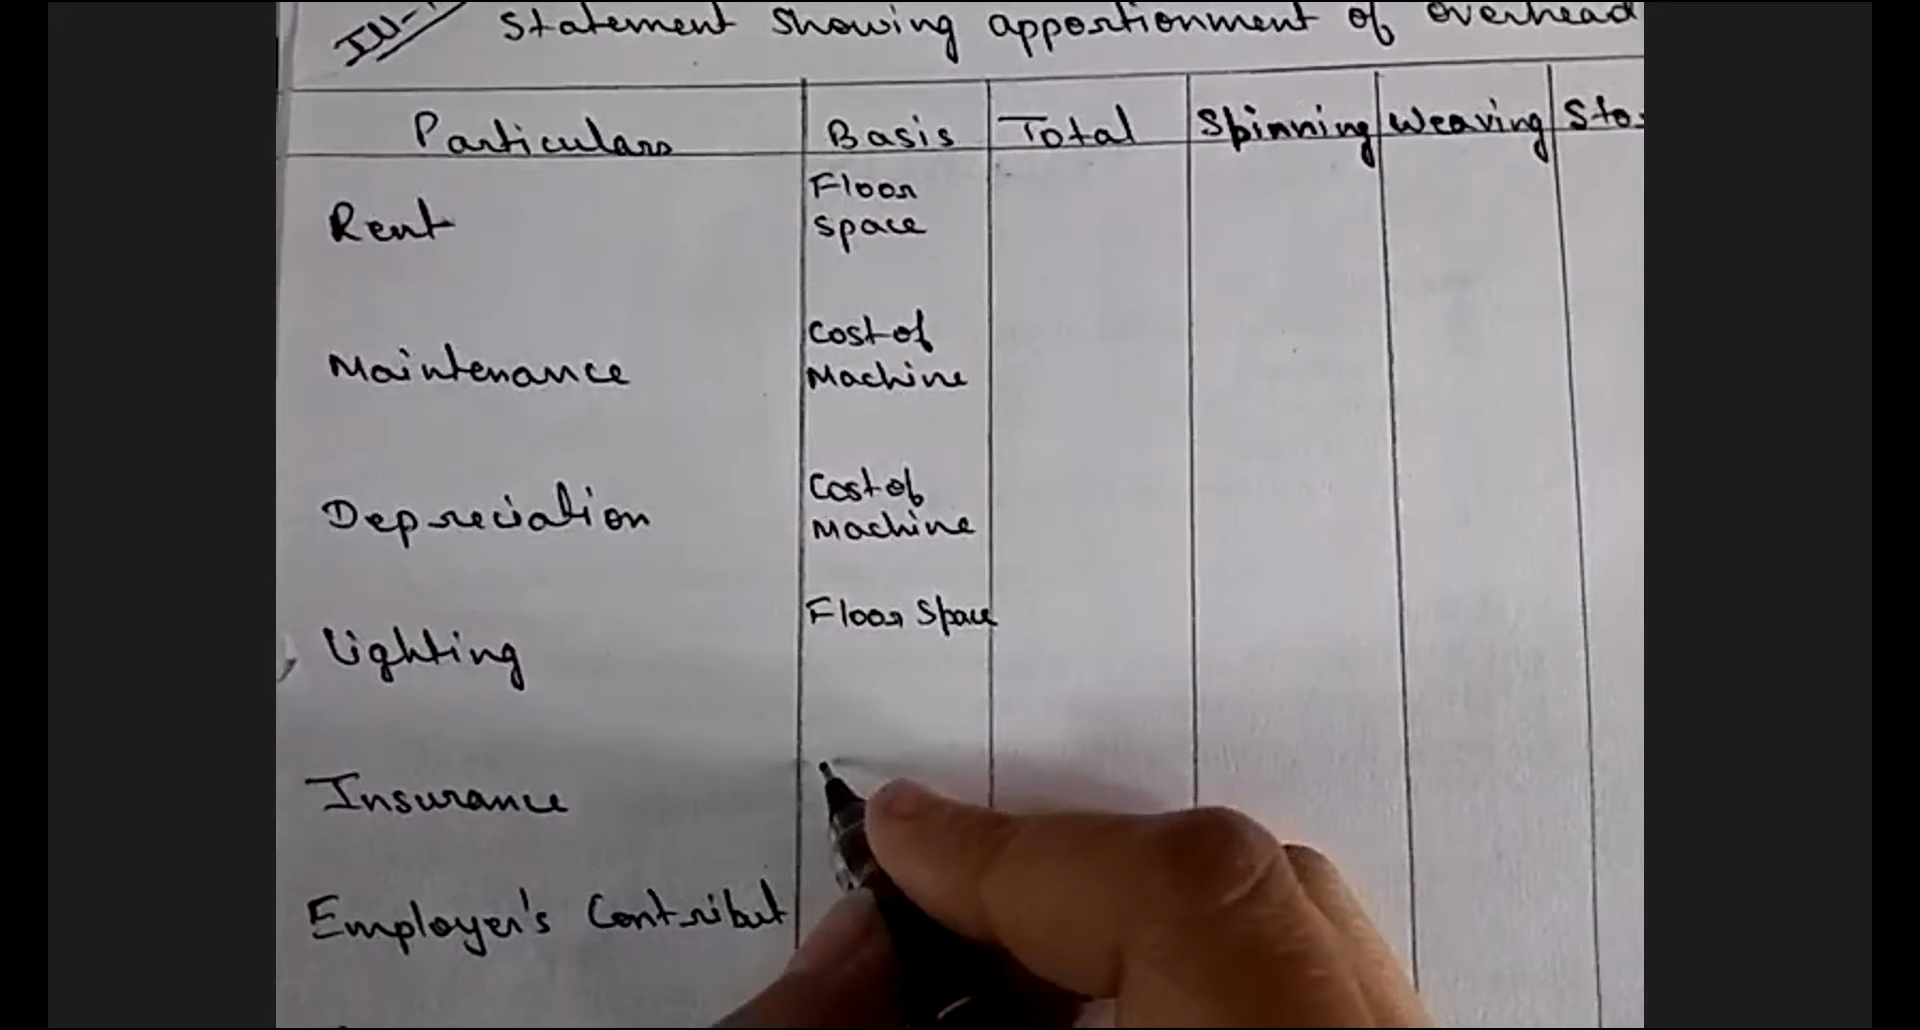 Statement showing apportionment of overhead
Particulars Basis Total Spinning Weaving Sto
Rent Floor space
Maintenance Cost of Machine
Depreciation Cost of Machine
Lighting Floor Space
Insurance
Employer's Contribut